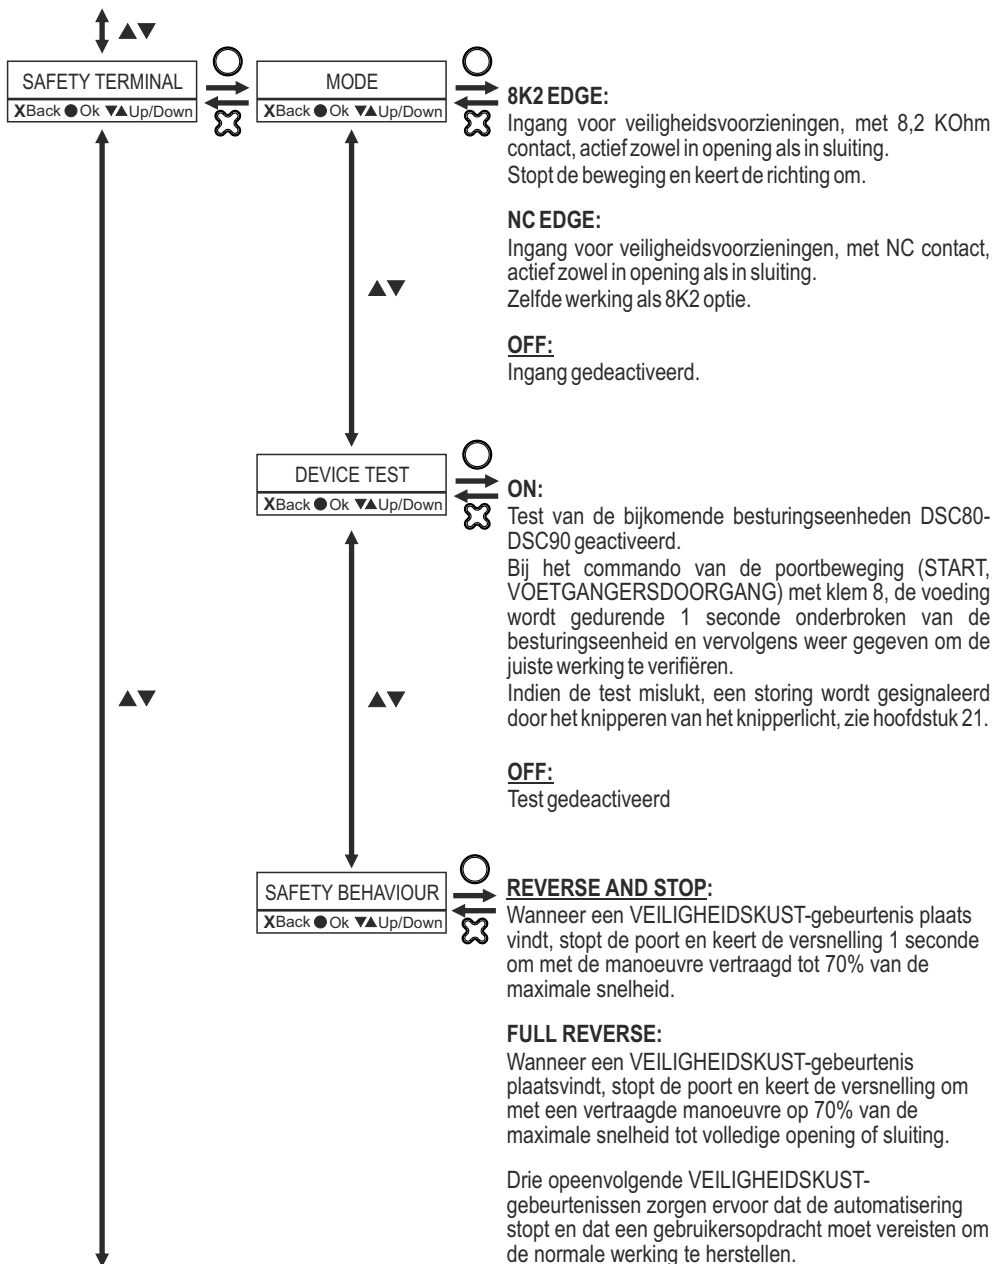 ▲▼
SAFETY TERMINAL
XBack ● Ok ▼▲Up/Down
MODE
XBack ● Ok ▼▲Up/Down
8K2 EDGE:
Ingang voor veiligheidsvoorzieningen, met 8,2 KOhm
contact, actief zowel in opening als in sluiting.
Stopt de beweging en keert de richting om.
NC EDGE:
Ingang voor veiligheidsvoorzieningen, met NC contact,
actief zowel in opening als in sluiting.
Zelfde werking als 8K2 optie.
▲▼
OFF:
Ingang gedeactiveerd.
DEVICE TEST
XBack ● Ok ▼▲Up/Down
ON:
Test van de bijkomende besturingseenheden DSC80-
DSC90 geactiveerd.
Bij het commando van de poortbeweging (START,
VOETGANGERSDOORGANG) met klem 8, de voeding
wordt gedurende 1 seconde onderbroken van de
besturingseenheid en vervolgens weer gegeven om de
juiste werking te verifiëren.
Indien de test mislukt, een storing wordt gesignaleerd
door het knipperen van het knipperlicht, zie hoofdstuk 21.
▲▼
▲▼
OFF:
Test gedeactiveerd
SAFETY BEHAVIOUR
XBack ● Ok ▼▲Up/Down
REVERSE AND STOP:
Wanneer een VEILIGHEIDSKUST-gebeurtenis plaats
vindt, stopt de poort en keert de versnelling 1 seconde
om met de manoeuvre vertraagd tot 70% van de
maximale snelheid.
FULL REVERSE:
Wanneer een VEILIGHEIDSKUST-gebeurtenis
plaatsvindt, stopt de poort en keert de versnelling om
met een vertraagde manoeuvre op 70% van de
maximale snelheid tot volledige opening of sluiting.
Drie opeenvolgende VEILIGHEIDSKUST-
gebeurtenissen zorgen ervoor dat de automatisering
stopt en dat een gebruikersopdracht moet vereisten om
de normale werking te herstellen.